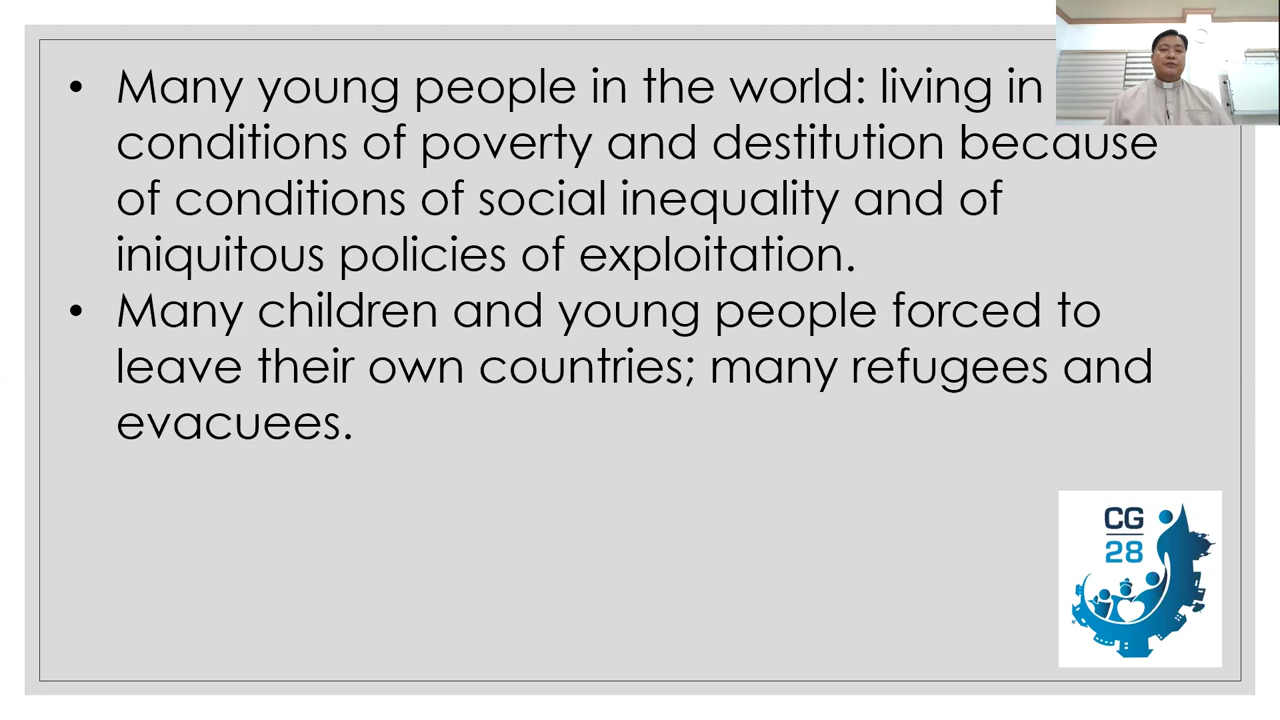 • Many young people in the world: living in
conditions of poverty and destitution because
of conditions of social inequality and of
iniquitous policies of exploitation.
• Many children and young people forced to
leave their own countries; many refugees and
evacuees.
CG
28